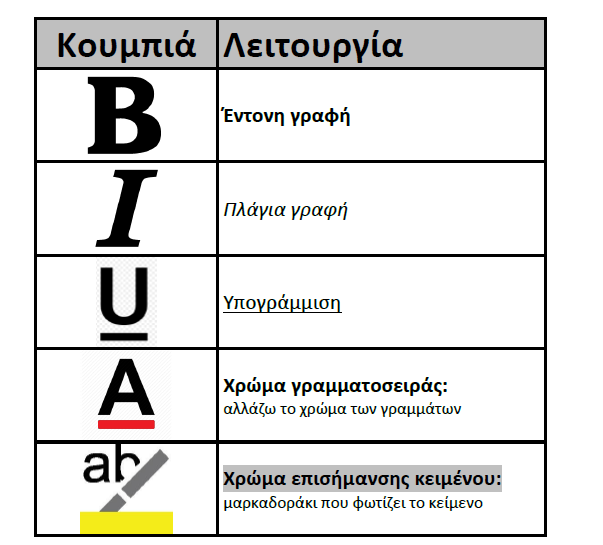 Κουμπιά Λειτουργία
B Έντονη γραφή
I Πλάγια γραφή
U Υπογράμμιση
A Χρώμα γραμματοσειράς:
αλλάζω το χρώμα των γραμμάτων
ab Χρώμα επισήμανσης κειμένου:
μαρκαδοράκι που φωτίζει το κείμενο